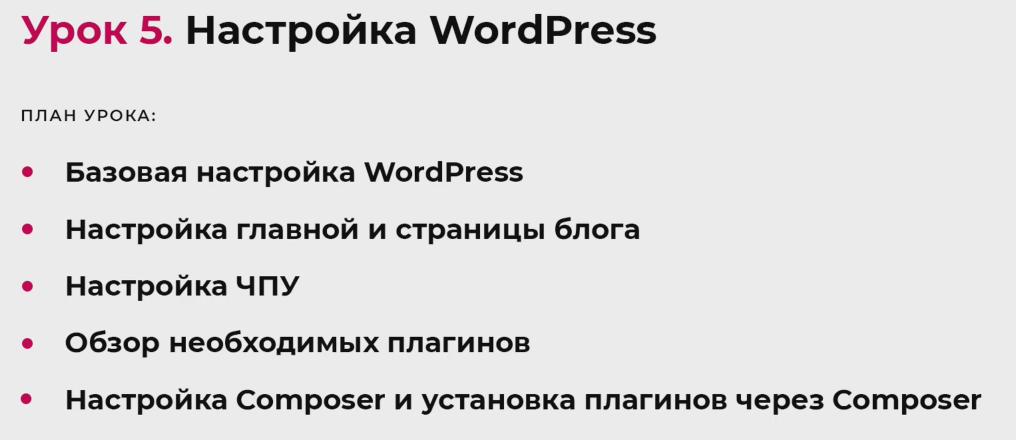 Урок 5. Настройка WordPress
ПЛАН УРОКА:
• Базовая настройка WordPress
• Настройка главной и страницы блога
• Настройка ЧПУ
• Обзор необходимых плагинов
• Настройка Composer и установка плагинов через Composer